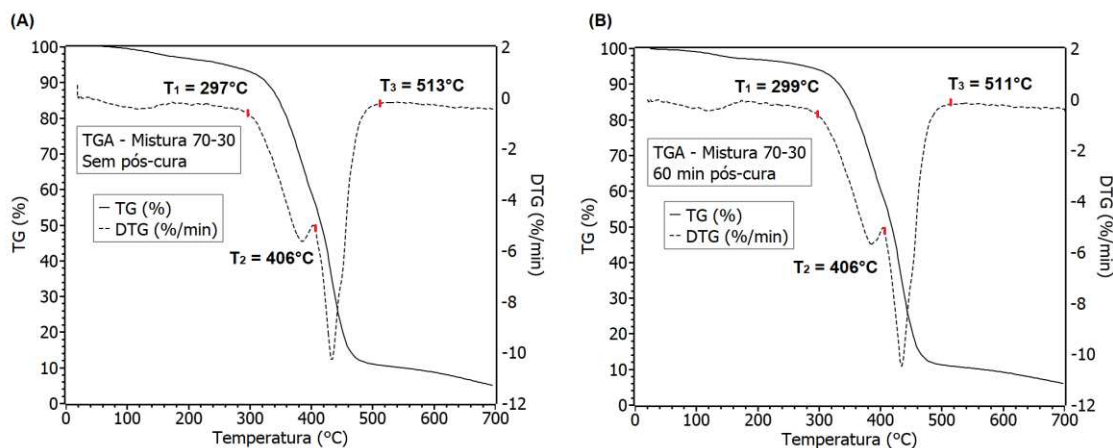 (A)
100
90
80
70
60
50
40
30
20
10
0
TG (%)
2
0
-2
-4
-6
-8
-10
-12
DTG (%/min)
T₁ = 297°C
T₃ = 513°C
TGA - Mistura 70-30
Sem pós-cura
TG (%)
DTG (%/min)
T₂ = 406°C
0 100 200 300 400 500 600 700
Temperatura (°C)
(B)
100
90
80
70
60
50
40
30
20
10
0
TG (%)
2
0
-2
-4
-6
-8
-10
-12
DTG (%/min)
T₁ = 299°C
T₃ = 511°C
TGA - Mistura 70-30
60 min pós-cura
TG (%)
DTG (%/min)
T₂ = 406°C
0 100 200 300 400 500 600 700
Temperatura (°C)